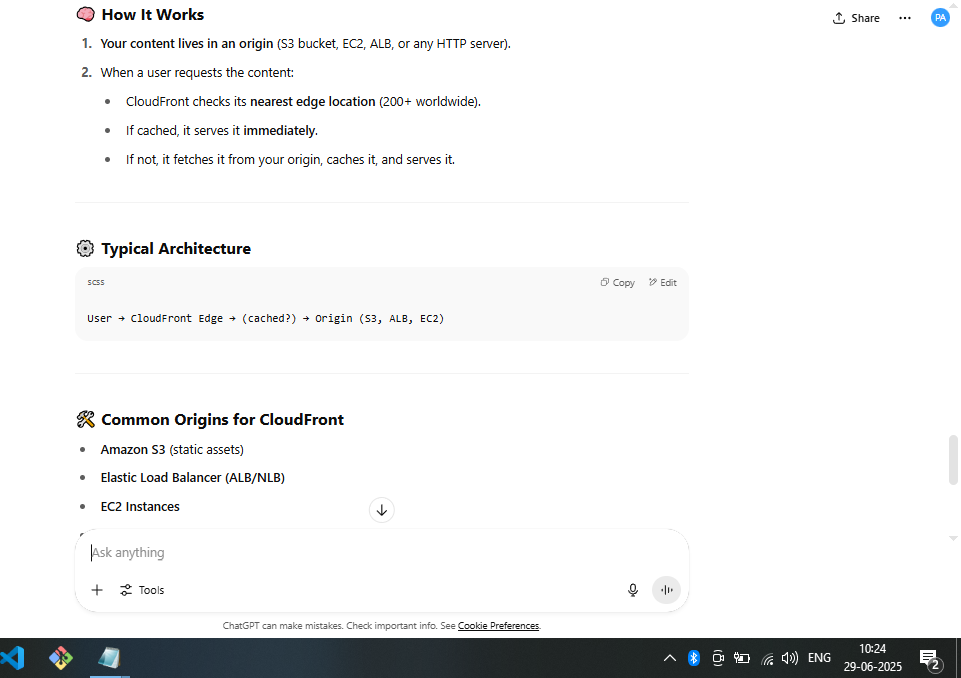 How It Works
Share
PA
1. Your content lives in an origin (S3 bucket, EC2, ALB, or any HTTP server).
2. When a user requests the content:
• CloudFront checks its nearest edge location (200+ worldwide).
• If cached, it serves it immediately.
• If not, it fetches it from your origin, caches it, and serves it.
Typical Architecture
scss
Copy
Edit
User → CloudFront Edge → (cached?) → Origin (S3, ALB, EC2)
Common Origins for CloudFront
• Amazon S3 (static assets)
• Elastic Load Balancer (ALB/NLB)
• EC2 Instances
Ask anything
Tools
ChatGPT can make mistakes. Check important info. See Cookie Preferences.
ENG
10:24
29-06-2025
2